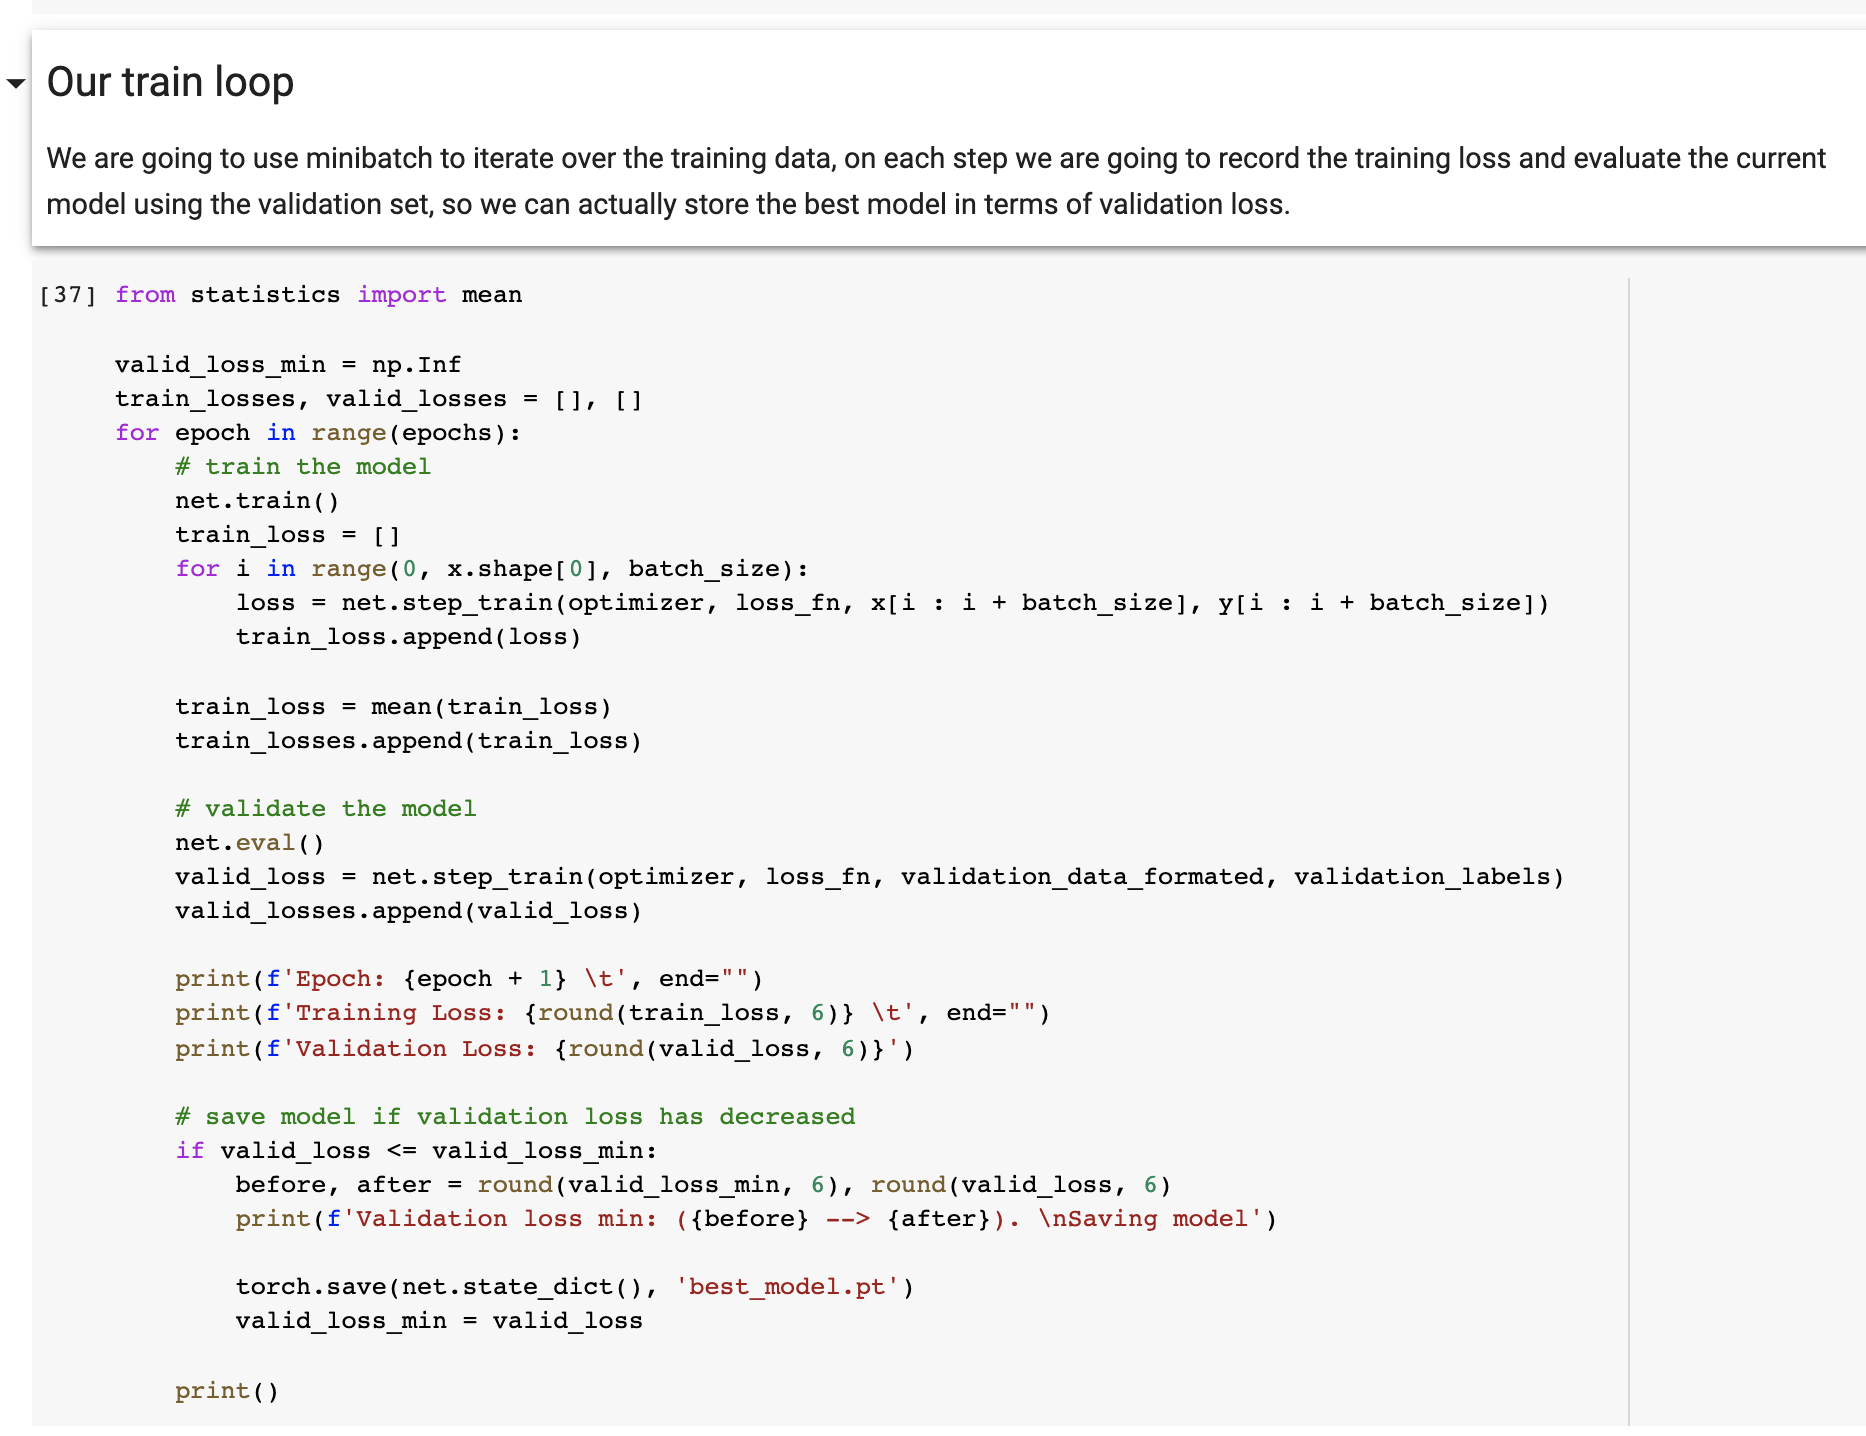 Our train loop
We are going to use minibatch to iterate over the training data, on each step we are going to record the training loss and evaluate the current
model using the validation set, so we can actually store the best model in terms of validation loss.
[37] from statistics import mean
valid_loss_min = np.Inf
train_losses, valid_losses = [], []
for epoch in range(epochs):
    # train the model
    net.train()
    train_loss = []
    for i in range(0, x.shape[0], batch_size):
        loss = net.step_train(optimizer, loss_fn, x[i : i + batch_size], y[i : i + batch_size])
        train_loss.append(loss)
    train_loss = mean(train_loss)
    train_losses.append(train_loss)
    # validate the model
    net.eval()
    valid_loss = net.step_train(optimizer, loss_fn, validation_data_formated, validation_labels)
    valid_losses.append(valid_loss)
    print(f'Epoch: {epoch + 1} \t', end="")
    print(f'Training Loss: {round(train_loss, 6)} \t', end="")
    print(f'Validation Loss: {round(valid_loss, 6)}')
    # save model if validation loss has decreased
    if valid_loss <= valid_loss_min:
        before, after = round(valid_loss_min, 6), round(valid_loss, 6)
        print(f'Validation loss min: ({before} --> {after}). \nSaving model')
        torch.save(net.state_dict(), 'best_model.pt')
        valid_loss_min = valid_loss
    print()